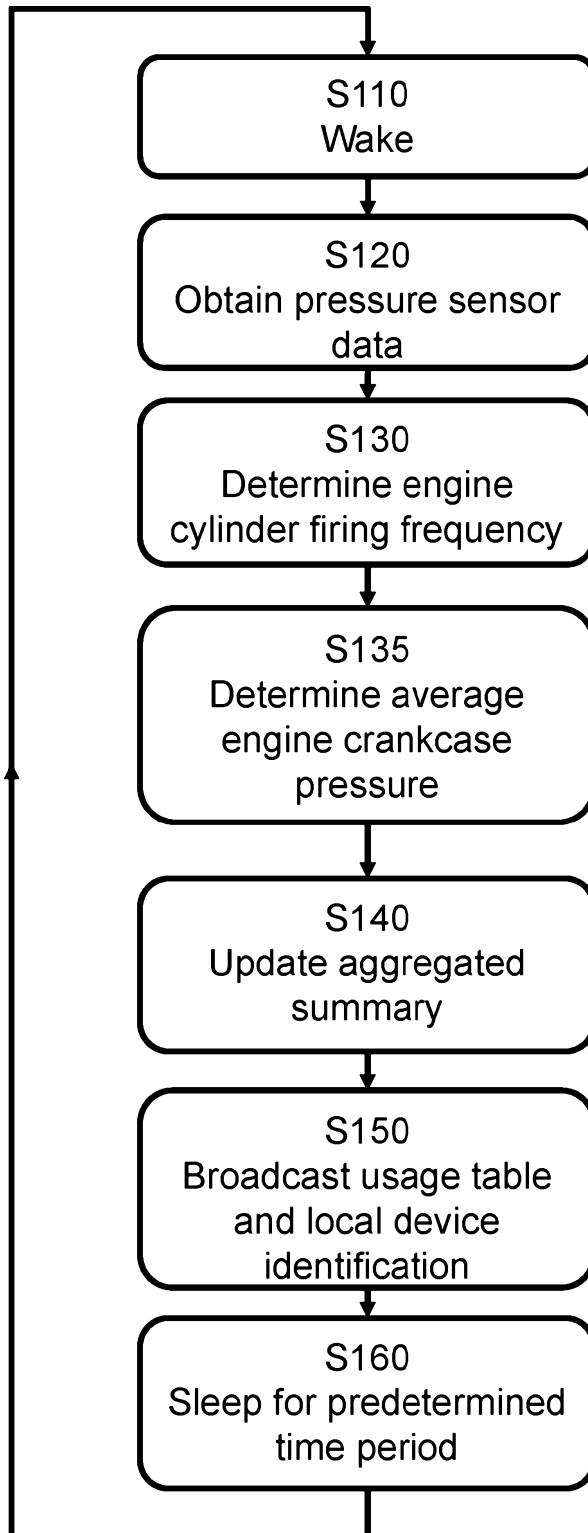 S110
Wake
S120
Obtain pressure sensor
data
S130
Determine engine
cylinder firing frequency
S135
Determine average
engine crankcase
pressure
S140
Update aggregated
summary
S150
Broadcast usage table
and local device
identification
S160
Sleep for predetermined
time period